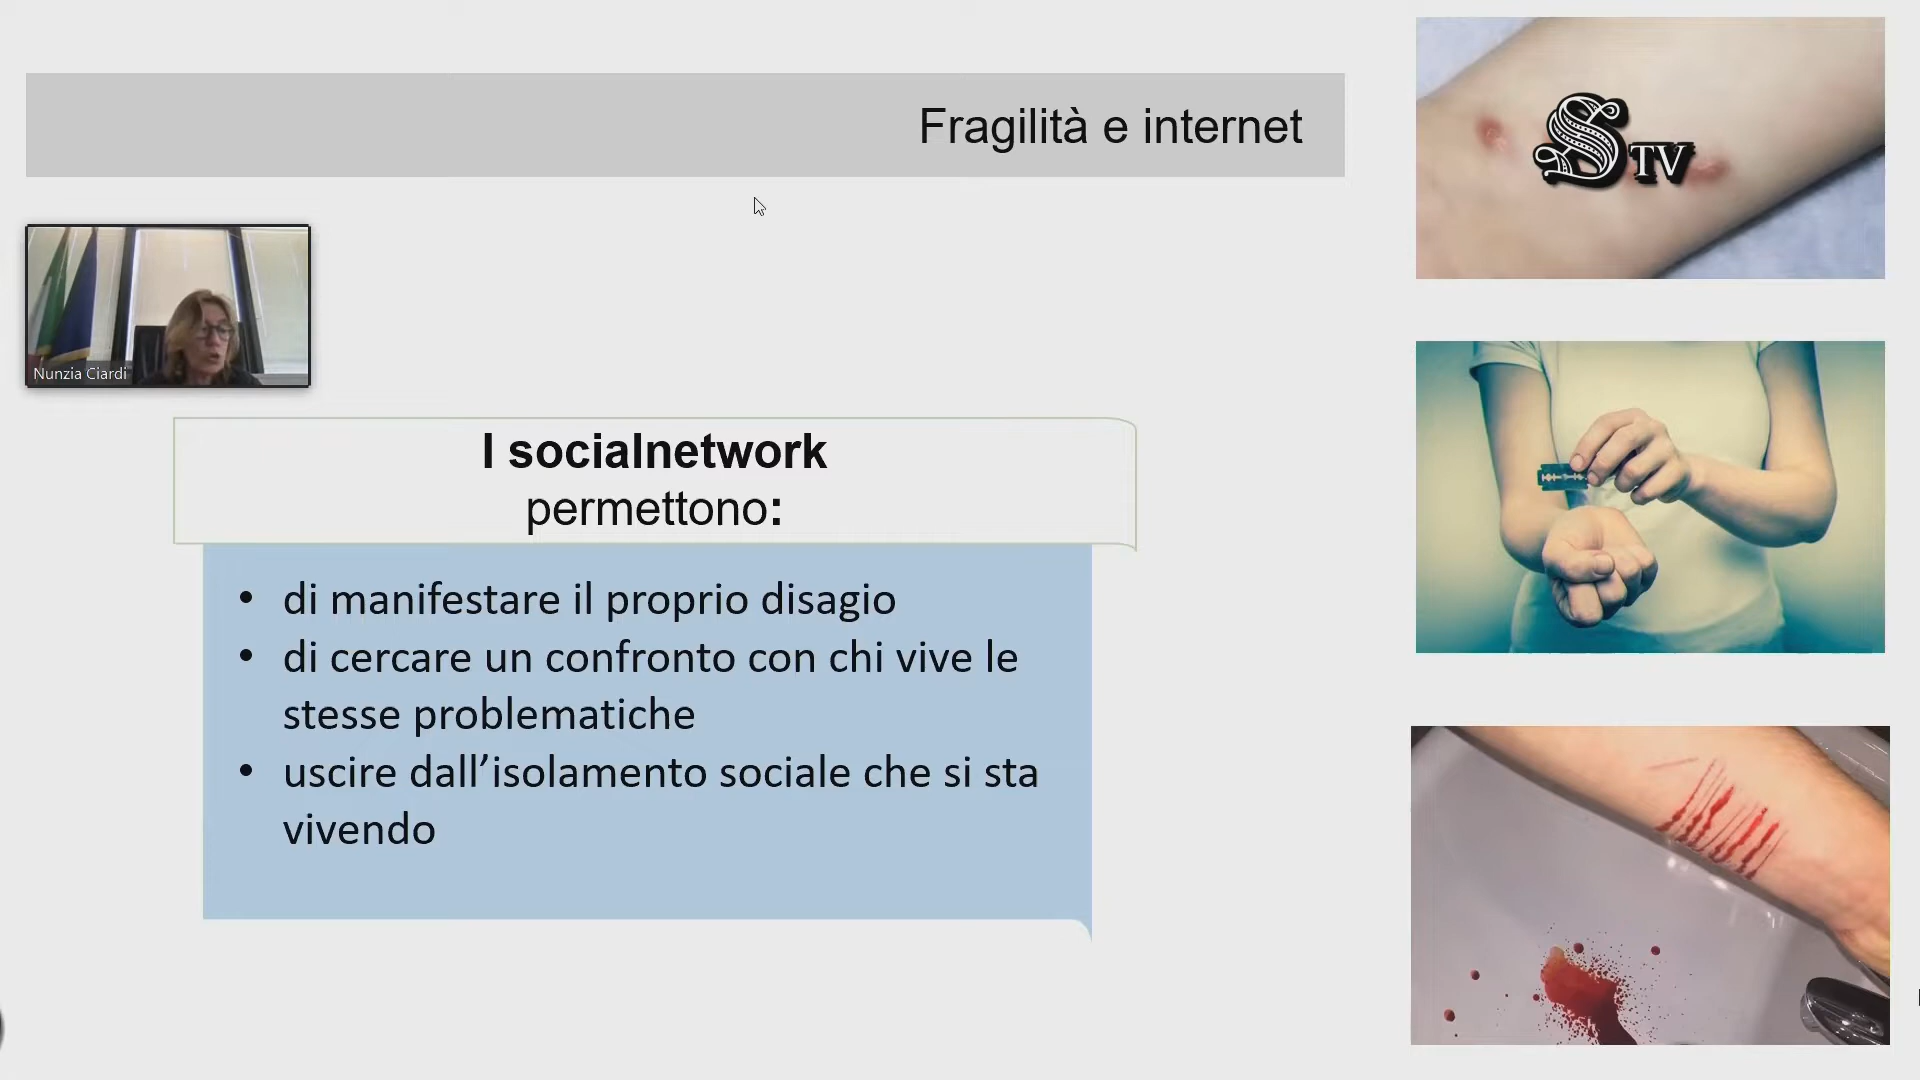 Fragilità e internet
S TV
Nunzia Ciardi
I socialnetwork
permettono:
• di manifestare il proprio disagio
• di cercare un confronto con chi vive le
stesse problematiche
• uscire dall’isolamento sociale che si sta
vivendo